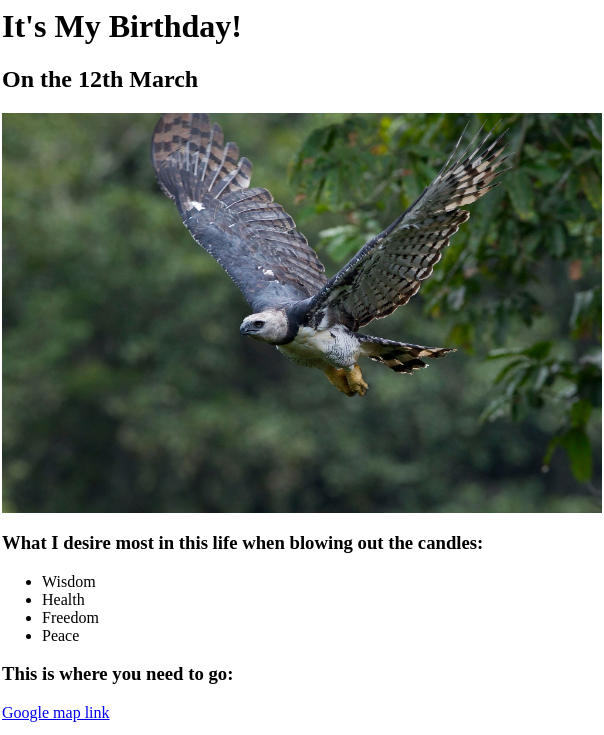 It's My Birthday!
On the 12th March
What I desire most in this life when blowing out the candles:
Wisdom
Health
Freedom
Peace
This is where you need to go:
Google map link